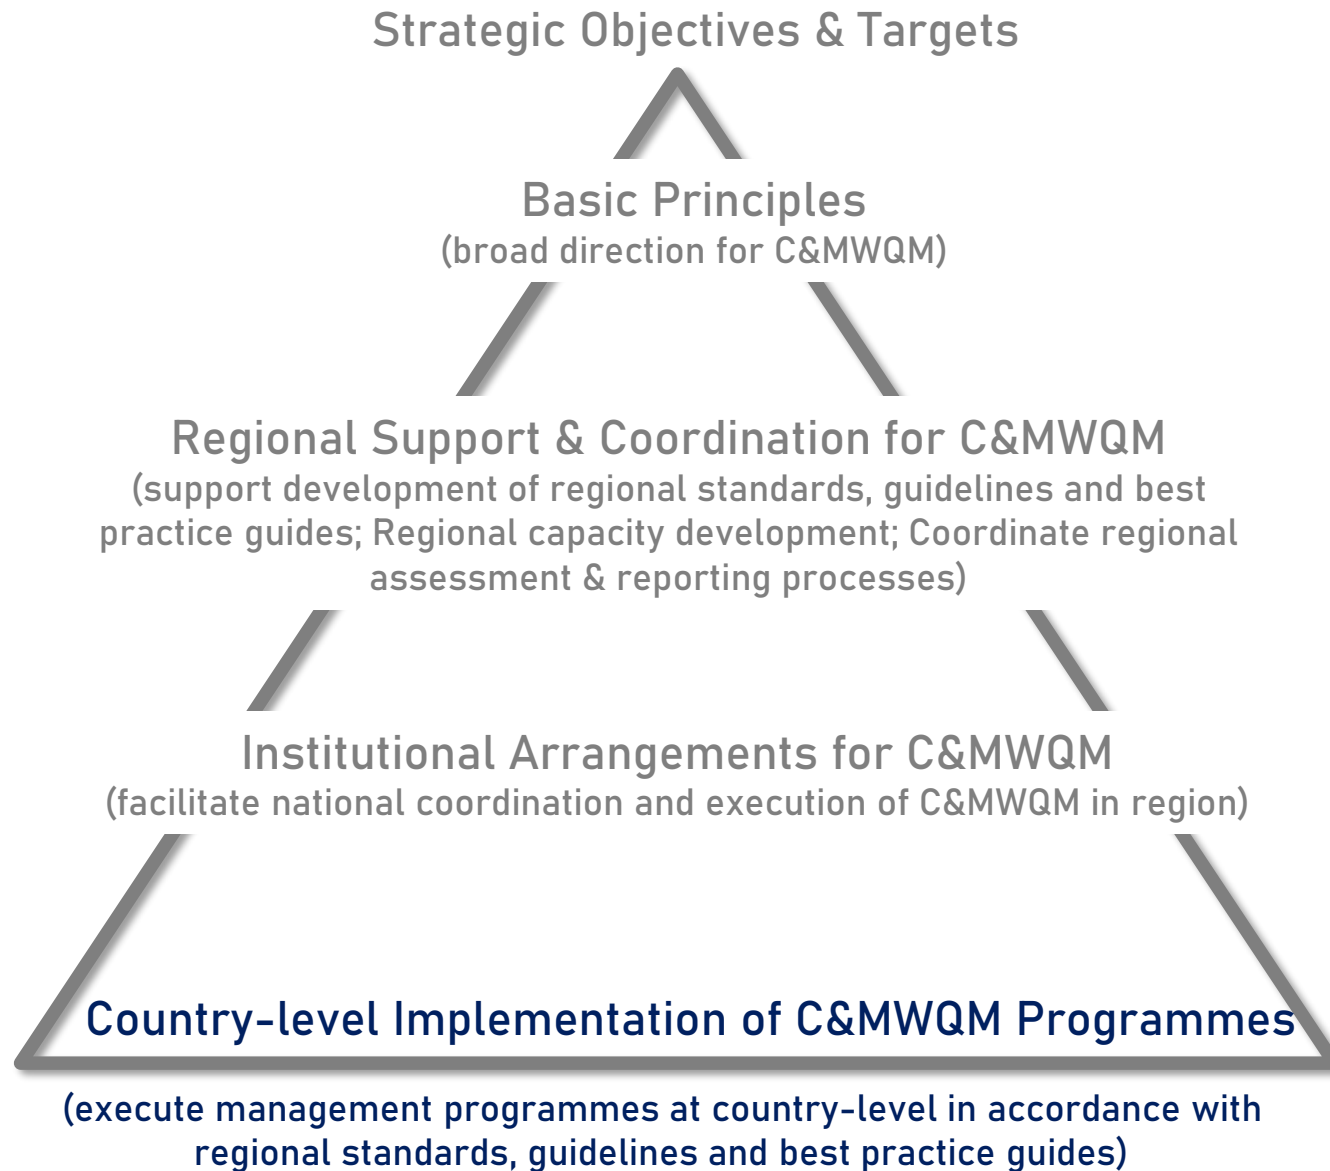 Strategic Objectives & Targets
Basic Principles
(broad direction for C&MWQM)
Regional Support & Coordination for C&MWQM
(support development of regional standards, guidelines and best
practice guides; Regional capacity development; Coordinate regional
assessment & reporting processes)
Institutional Arrangements for C&MWQM
(facilitate national coordination and execution of C&MWQM in region)
Country-level Implementation of C&MWQM Programmes
(execute management programmes at country-level in accordance with
regional standards, guidelines and best practice guides)